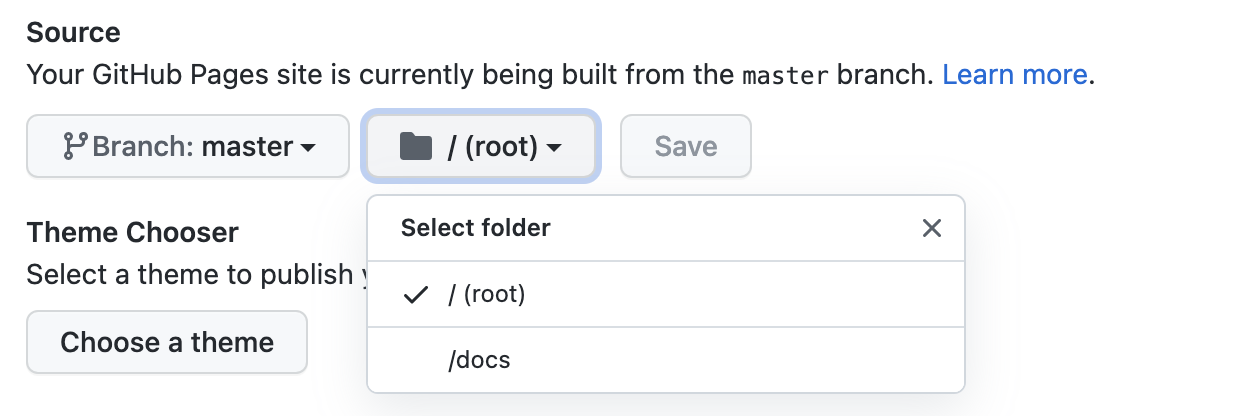 Source
Your GitHub Pages site is currently being built from the master branch. Learn more.
Branch: master / (root) Save
Select folder
Theme Chooser
Select a theme to publish
/ (root)
Choose a theme
/docs